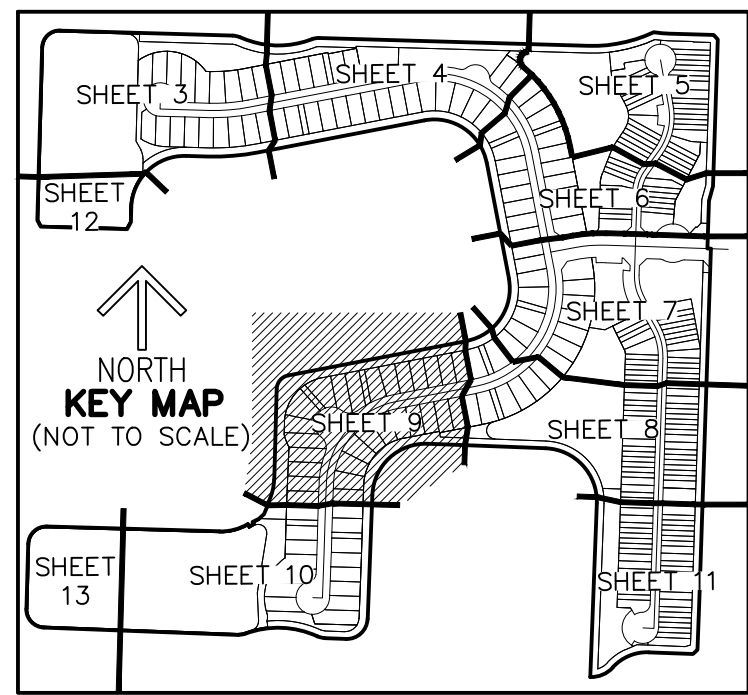 SHEET 3
SHEET 4
SHEET 5
SHEET
12
SHEET 6
NORTH
KEY MAP
(NOT TO SCALE)
SHEET 7
SHEET 9
SHEET 8
SHEET
13
SHEET 10
SHEET 11